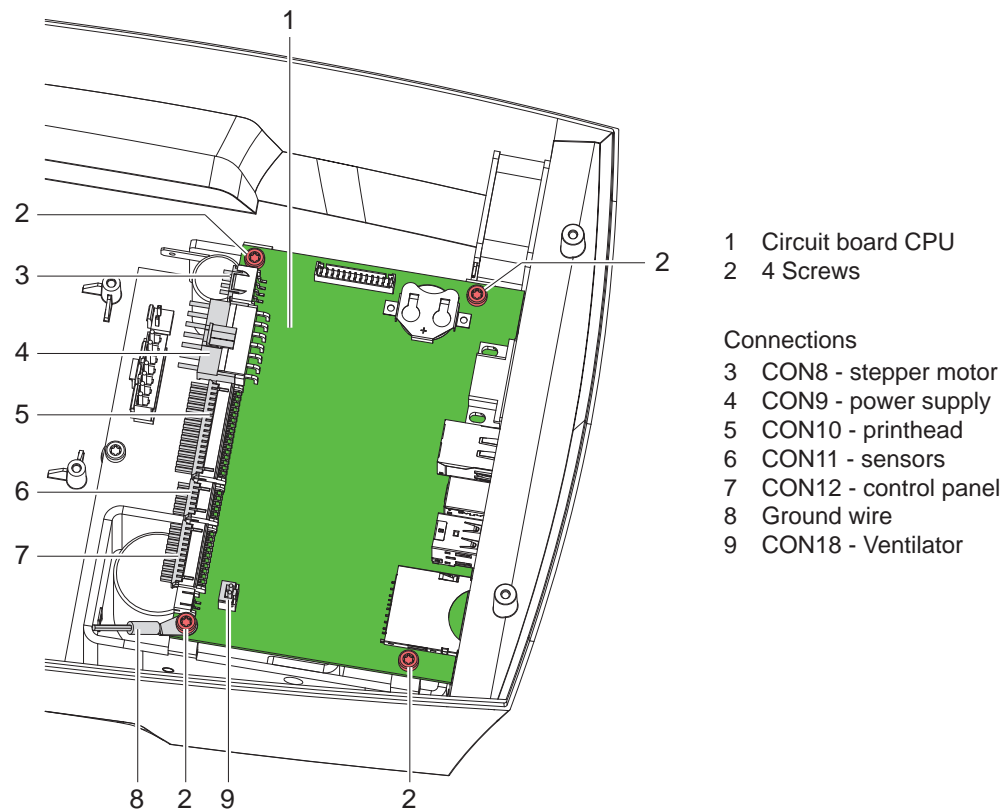 1
2
3
4
5
6
7
8
2
9
2
2
+
1 Circuit board CPU
2 4 Screws
Connections
3 CON8 - stepper motor
4 CON9 - power supply
5 CON10 - printhead
6 CON11 - sensors
7 CON12 - control panel
8 Ground wire
9 CON18 - Ventilator